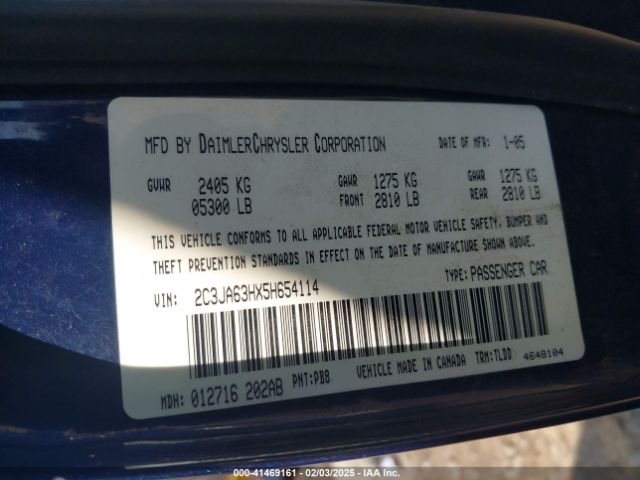 MFD BY DAIMLERCHRYSLER CORPORATION DATE OF MFR: 1-05
GVWR 2405 KG GAWR 1275 KG GAWR 1275 KG
05300 LB FRONT 2810 LB REAR 2810 LB
THIS VEHICLE CONFORMS TO ALL APPLICABLE FEDERAL MOTOR VEHICLE SAFETY, BUMPER AND
THEFT PREVENTION STANDARDS IN EFFECT ON THE DATE OF MANUFACTURE SHOWN ABOVE.
VIN: 2C3JA63HX5H654114 TYPE: PASSENGER CAR
MDH: 012716 202AB PNT:PB8 VEHICLE MADE IN CANADA TRM:TLDD 4648104
000-41469161 - 02/03/2025 - IAA Inc.